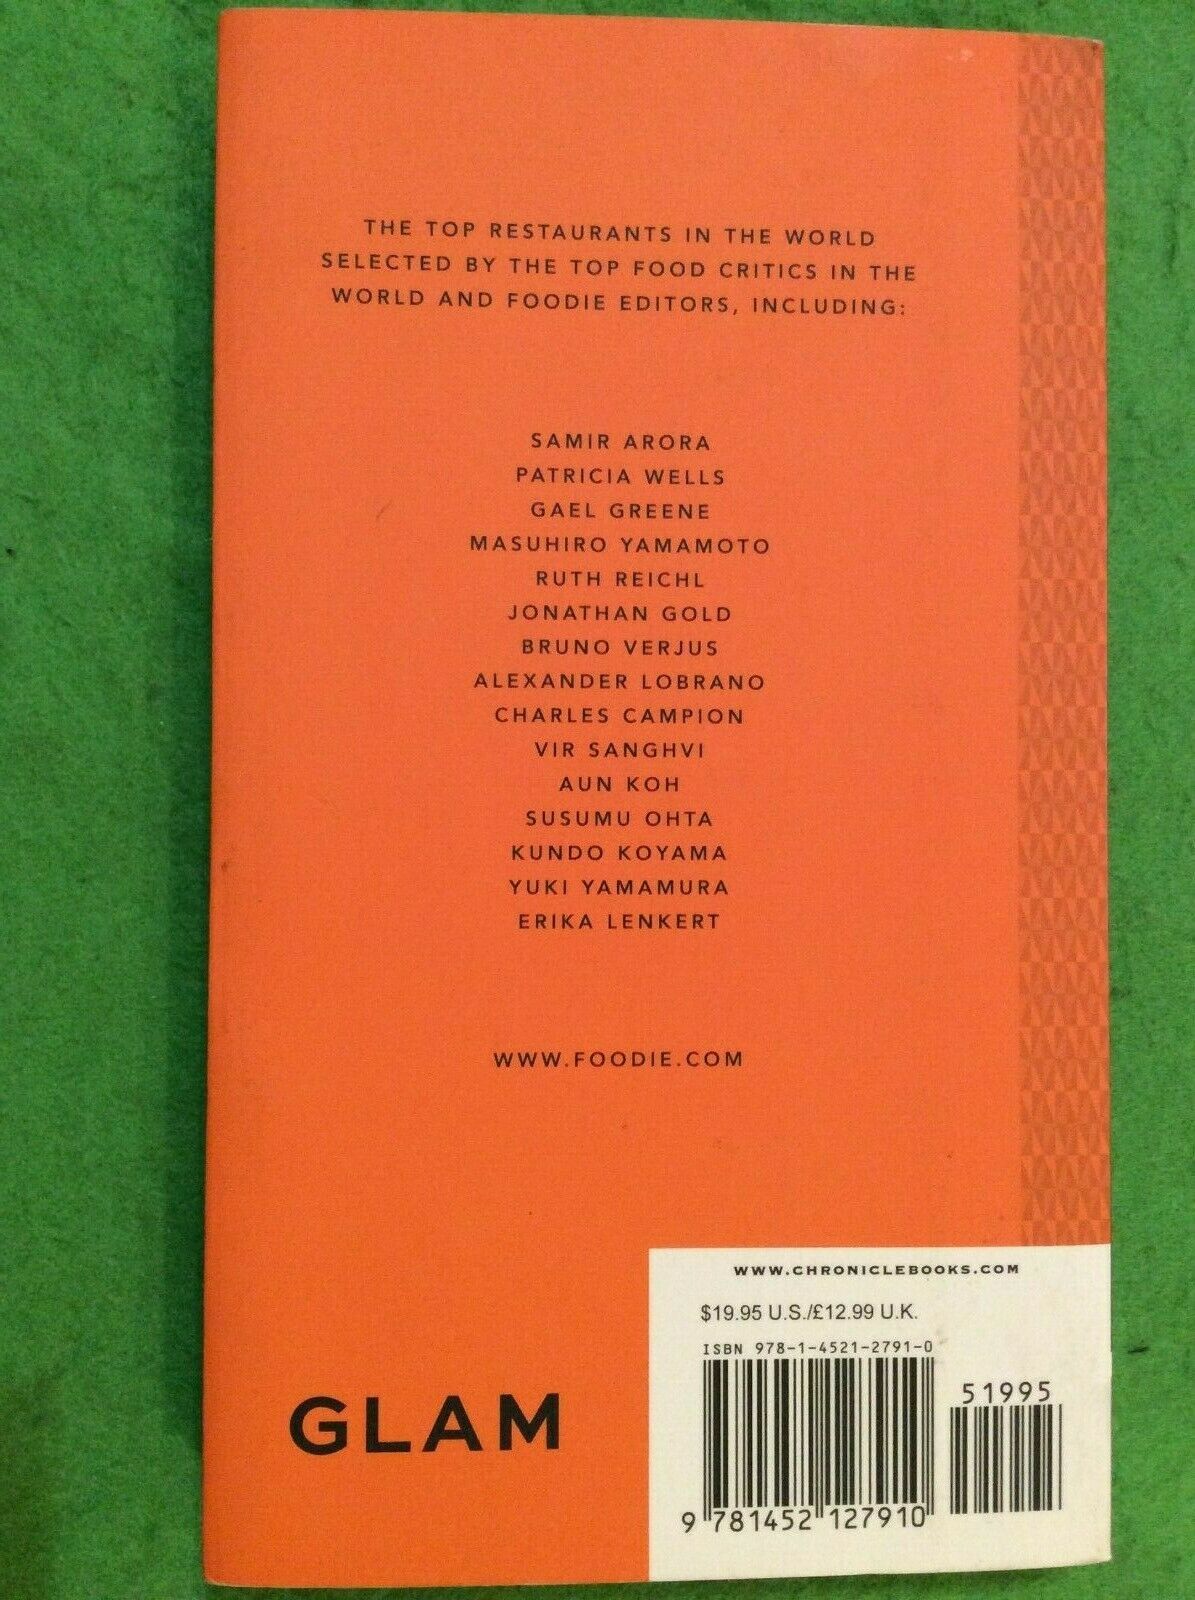 THE TOP RESTAURANTS IN THE WORLD
SELECTED BY THE TOP FOOD CRITICS IN THE
WORLD AND FOODIE EDITORS, INCLUDING:
SAMIR ARORA
PATRICIA WELLS
GAEL GREENE
MASUHIRO YAMAMOTO
RUTH REICHL
JONATHAN GOLD
BRUNO VERJUS
ALEXANDER LOBRANO
CHARLES CAMPION
VIR SANGHVI
AUN KOH
SUSUMU OHTA
KUNDO KOYAMA
YUKI YAMAMURA
ERIKA LENKERT
WWW.FOODIE.COM
GLAM
WWW.CHRONICLEBOOKS.COM
$19.95 U.S./£12.99 U.K.
ISBN 978-1-4521-2791-0
51995
9 781452 127910